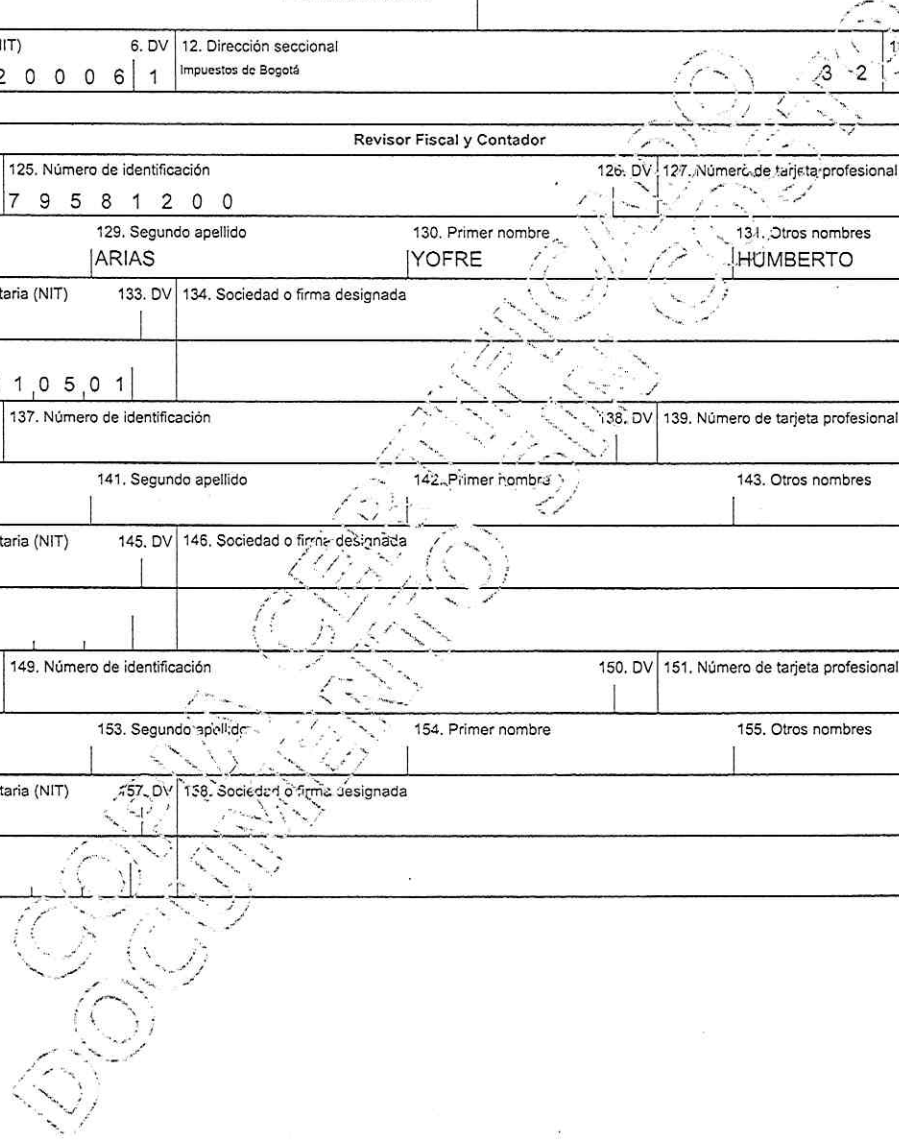 IIT) 6. DV 12. Dirección seccional
2 0 0 0 6 1 Impuestos de Bogotá 3 2
Revisor Fiscal y Contador
125. Número de identificación 126. DV 127. Número de tarjeta profesional
7 9 5 8 1 2 0 0
129. Segundo apellido 130. Primer nombre 131. Otros nombres
ARIAS YOFRE HUMBERTO
taria (NIT) 133. DV 134. Sociedad o firma designada
1 0 5 0 1
137. Número de identificación 138. DV 139. Número de tarjeta profesional
141. Segundo apellido 142. Primer nombre 143. Otros nombres
taria (NIT) 145. DV 146. Sociedad o firma designada
149. Número de identificación 150. DV 151. Número de tarjeta profesional
153. Segundo apellido 154. Primer nombre 155. Otros nombres
taria (NIT) 157. DV 158. Sociedad o firma designada
COPIA CERTIFICADO
DOCUMENTO SIN COSTO